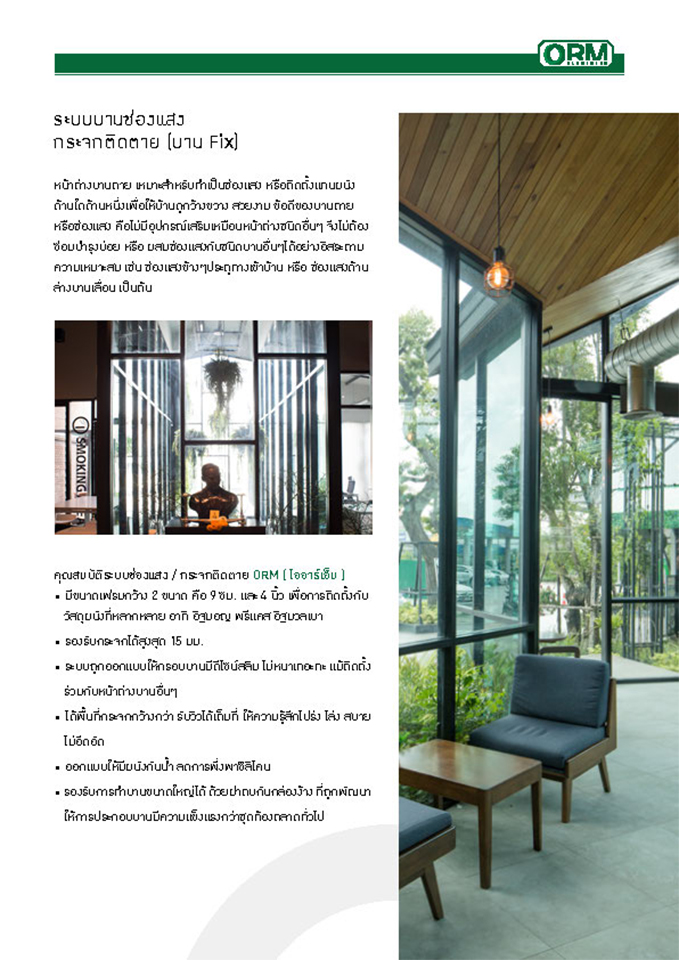 ORM
ALUMINIUM
ระบบบานช่องแสง
กระจกติดตาย (บาน Fix)
หน้าต่างบานตาย เหมาะสำหรับทำเป็นช่องแสง หรือติดตั้งแทนผนัง
ด้านใดด้านหนึ่งเพื่อให้บ้านดูกว้างขวาง สวยงาม ข้อดีของบานตาย
หรือช่องแสง คือไม่มีอุปกรณ์เสริมเหมือนหน้าต่างชนิดอื่นๆ จึงไม่ต้อง
ซ่อมบำรุงบ่อย หรือ ผสมช่องแสงกับชนิดบานอื่นๆได้อย่างอิสระตาม
ความเหมาะสม เช่น ช่องแสงข้างๆประตูทางเข้าบ้าน หรือ ช่องแสงด้าน
ล่างบานเลื่อน เป็นต้น
SMOKING
คุณสมบัติระบบช่องแสง / กระจกติดตาย ORM ( โออาร์เอ็ม )
• มีขนาดเฟรมกว้าง 2 ขนาด คือ 9 ซม. และ 4 นิ้ว เพื่อการติดตั้งกับ
วัสดุผนังที่หลากหลาย อาทิ อิฐมอญ พรีแคส อิฐมวลเบา
• รองรับกระจกได้สูงสุด 15 มม.
• ระบบถูกออกแบบให้กรอบบานมีดีไซน์สลิม ไม่หนาเทอะทะ แม้ติดตั้ง
ร่วมกับหน้าต่างบานอื่นๆ
• ได้พื้นที่กระจกกว้างกว่า รับวิวได้เต็มที่ ให้ความรู้สึกโปร่ง โล่ง สบาย
ไม่อึดอัด
• ออกแบบให้มีผนังกันน้ำ ลดการพึ่งพาซิลิโคน
• รองรับการทำบานขนาดใหญ่ได้ ด้วยฝาตบกันกล่องง้าง ที่ถูกพัฒนา
ให้การประกอบบานมีความแข็งแรงกว่าชุดท้องตลาดทั่วไป